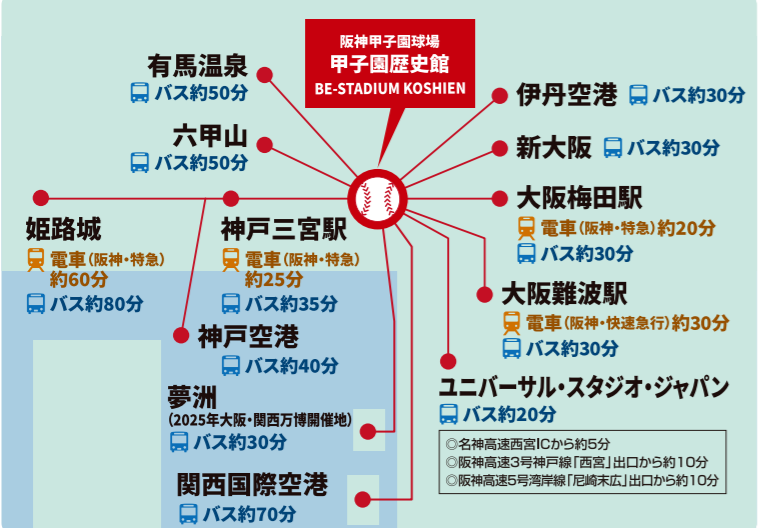 阪神甲子園球場
甲子園歴史館
BE-STADIUM KOSHIEN
有馬温泉
バス約50分
六甲山
バス約50分
伊丹空港 バス約30分
新大阪 バス約30分
大阪梅田駅
電車(阪神・特急)約20分
バス約30分
姫路城
電車(阪神・特急)
約60分
バス約80分
神戸三宮駅
電車(阪神・特急)
約25分
バス約35分
大阪難波駅
電車(阪神・快速急行)約30分
バス約30分
神戸空港
バス約40分
ユニバーサル・スタジオ・ジャパン
バス約20分
夢洲
(2025年大阪・関西万博開催地)
バス約30分
関西国際空港
バス約70分
◎名神高速西宮ICから約5分
◎阪神高速3号神戸線「西宮」出口から約10分
◎阪神高速5号湾岸線「尼崎末広」出口から約10分